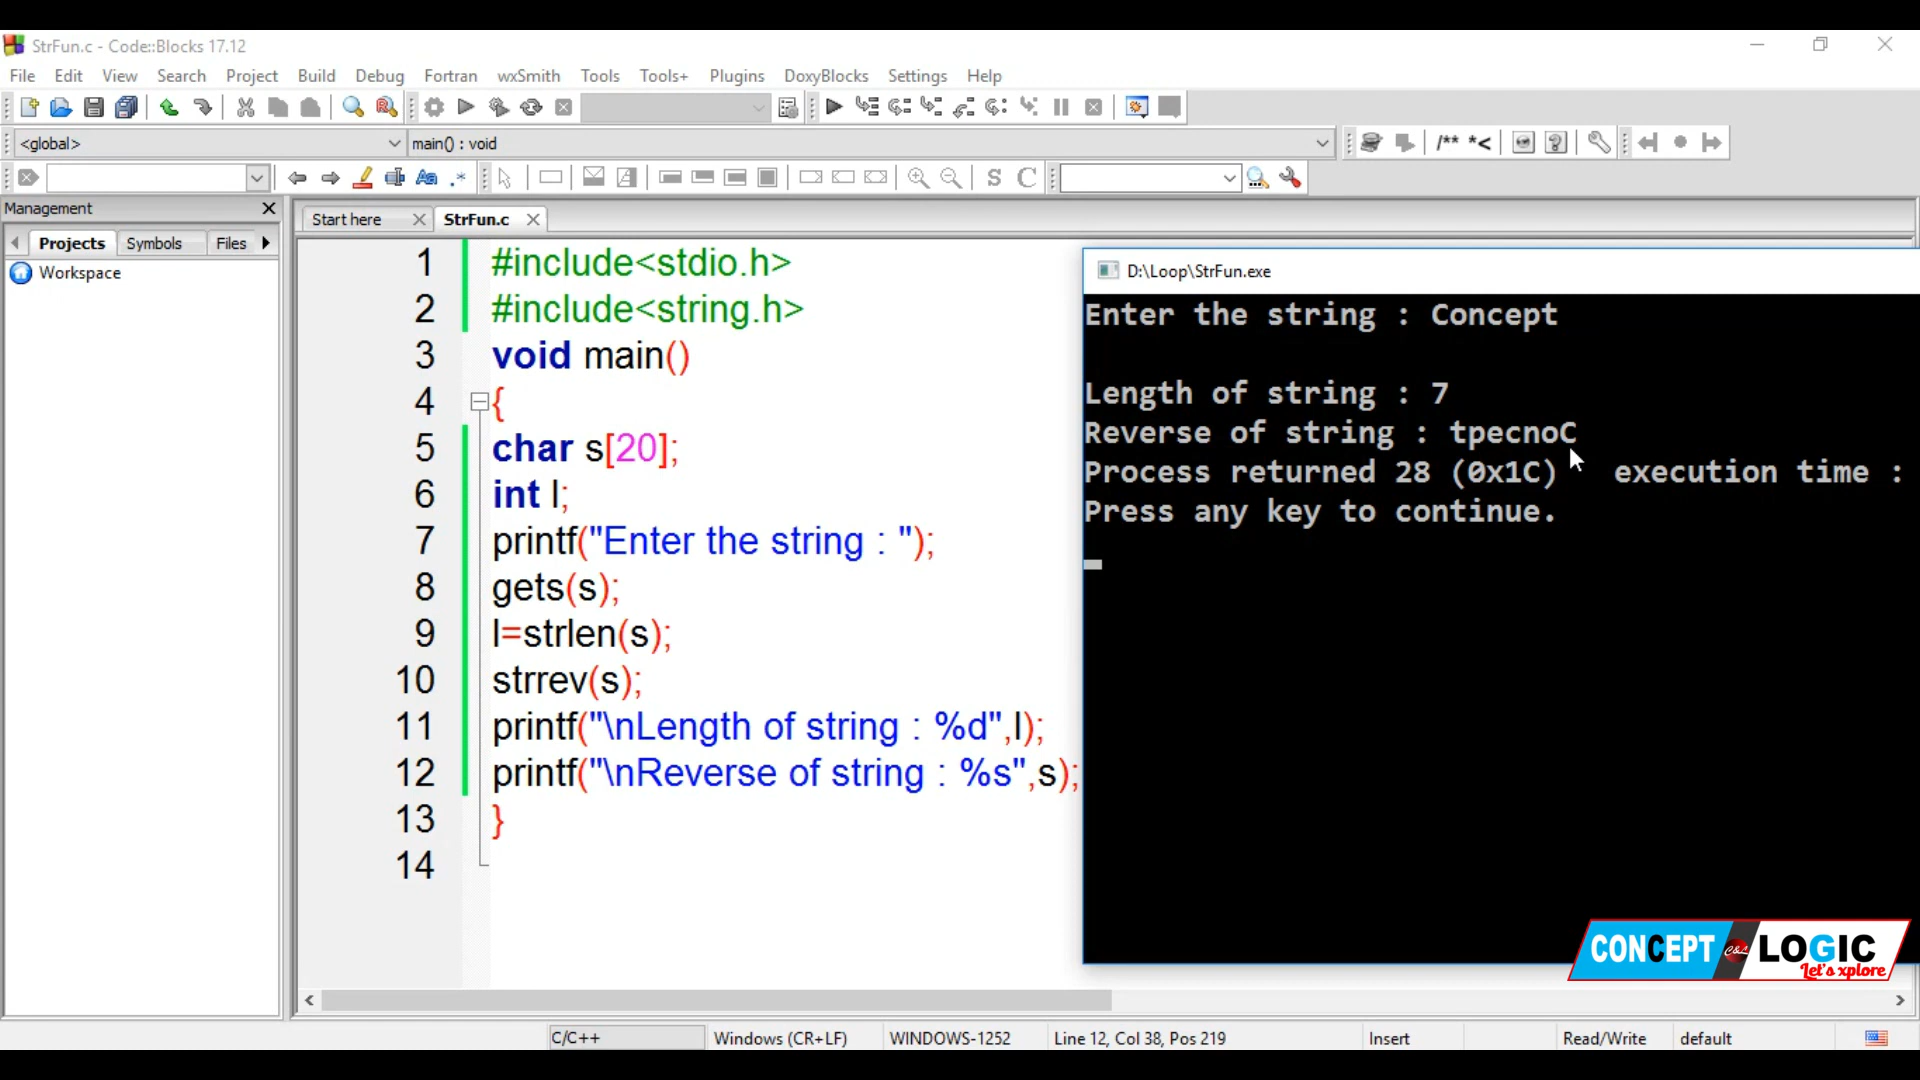 StrFun.c - Code::Blocks 17.12
File Edit View Search Project Build Debug Fortran wxSmith Tools Tools+ Plugins DoxyBlocks Settings Help
<global> main() : void /** *<
Aa .* S C
Management
Projects Symbols Files
Workspace
Start here StrFun.c
1 #include<stdio.h>
2 #include<string.h>
3 void main()
4 {
5 char s[20];
6 int l;
7 printf("Enter the string : ");
8 gets(s);
9 l=strlen(s);
10 strrev(s);
11 printf("\nLength of string : %d",l);
12 printf("\nReverse of string : %s",s);
13 }
14
D:\Loop\StrFun.exe
Enter the string : Concept
Length of string : 7
Reverse of string : tpecnoC
Process returned 28 (0x1C) execution time :
Press any key to continue.
CONCEPT C&L LOGIC
Let's xplore
C/C++ Windows (CR+LF) WINDOWS-1252 Line 12, Col 38, Pos 219 Insert Read/Write default